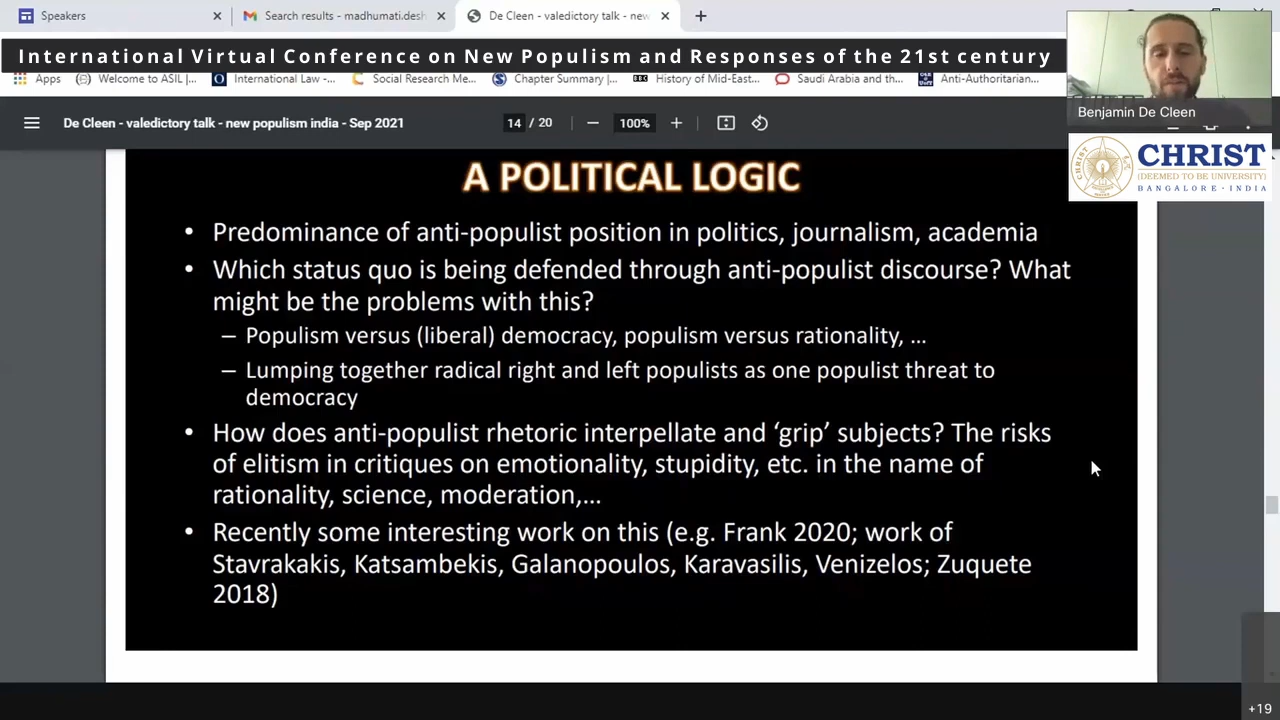 Speakers
Search results - madhumati.desh
De Cleen - valedictory talk - new
International Virtual Conference on New Populism and Responses of the 21st century
Apps
Welcome to ASIL |...
International Law -...
Social Research Me...
Chapter Summary |...
BBC
History of Mid-East...
Saudi Arabia and th...
Anti-Authoritarian...
Benjamin De Cleen
De Cleen - valedictory talk - new populism india - Sep 2021
14 / 20
100%
CHRIST
(DEEMED TO BE UNIVERSITY)
BANGALORE · INDIA
A POLITICAL LOGIC
• Predominance of anti-populist position in politics, journalism, academia
• Which status quo is being defended through anti-populist discourse? What
might be the problems with this?
– Populism versus (liberal) democracy, populism versus rationality, …
– Lumping together radical right and left populists as one populist threat to
democracy
• How does anti-populist rhetoric interpellate and ‘grip’ subjects? The risks
of elitism in critiques on emotionality, stupidity, etc. in the name of
rationality, science, moderation,…
• Recently some interesting work on this (e.g. Frank 2020; work of
Stavrakakis, Katsambekis, Galanopoulos, Karavasilis, Venizelos; Zuquete
2018)
+19